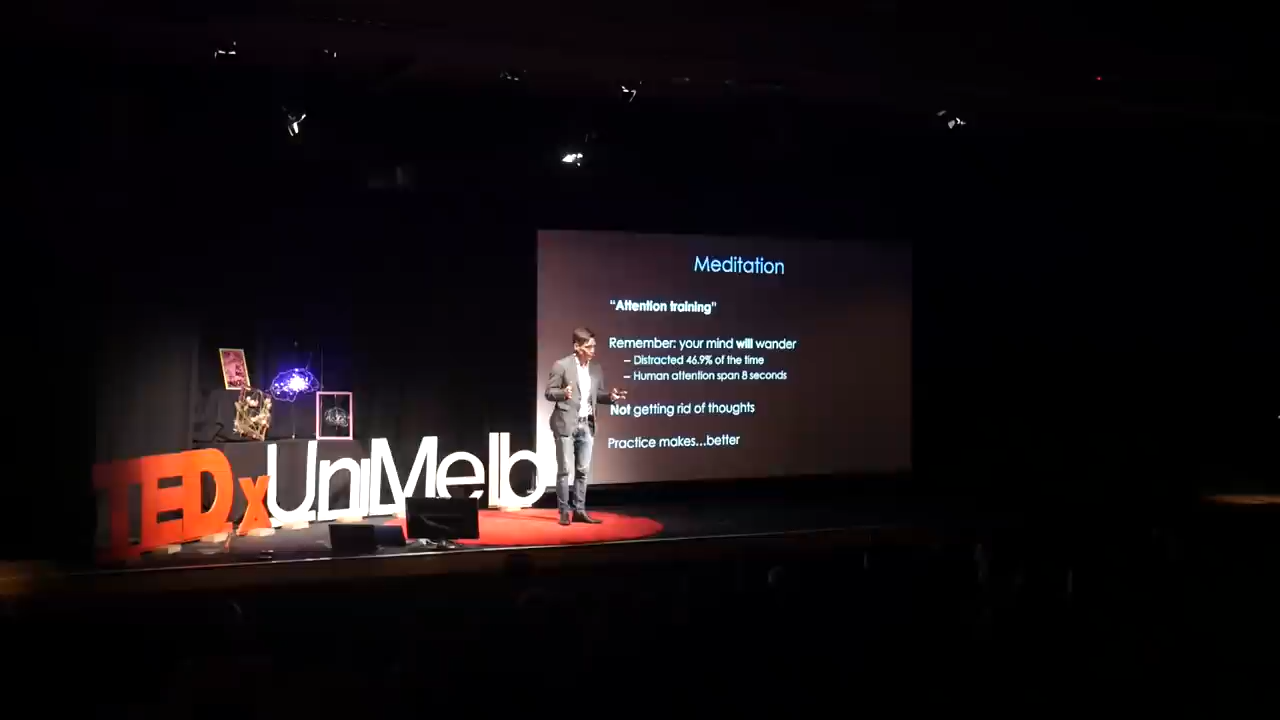 Meditation
"Attention training"
Remember: your mind will wander
– Distracted 46.9% of the time
– Human attention span 8 seconds
Not getting rid of thoughts
Practice makes...better
TEDxUniMelb